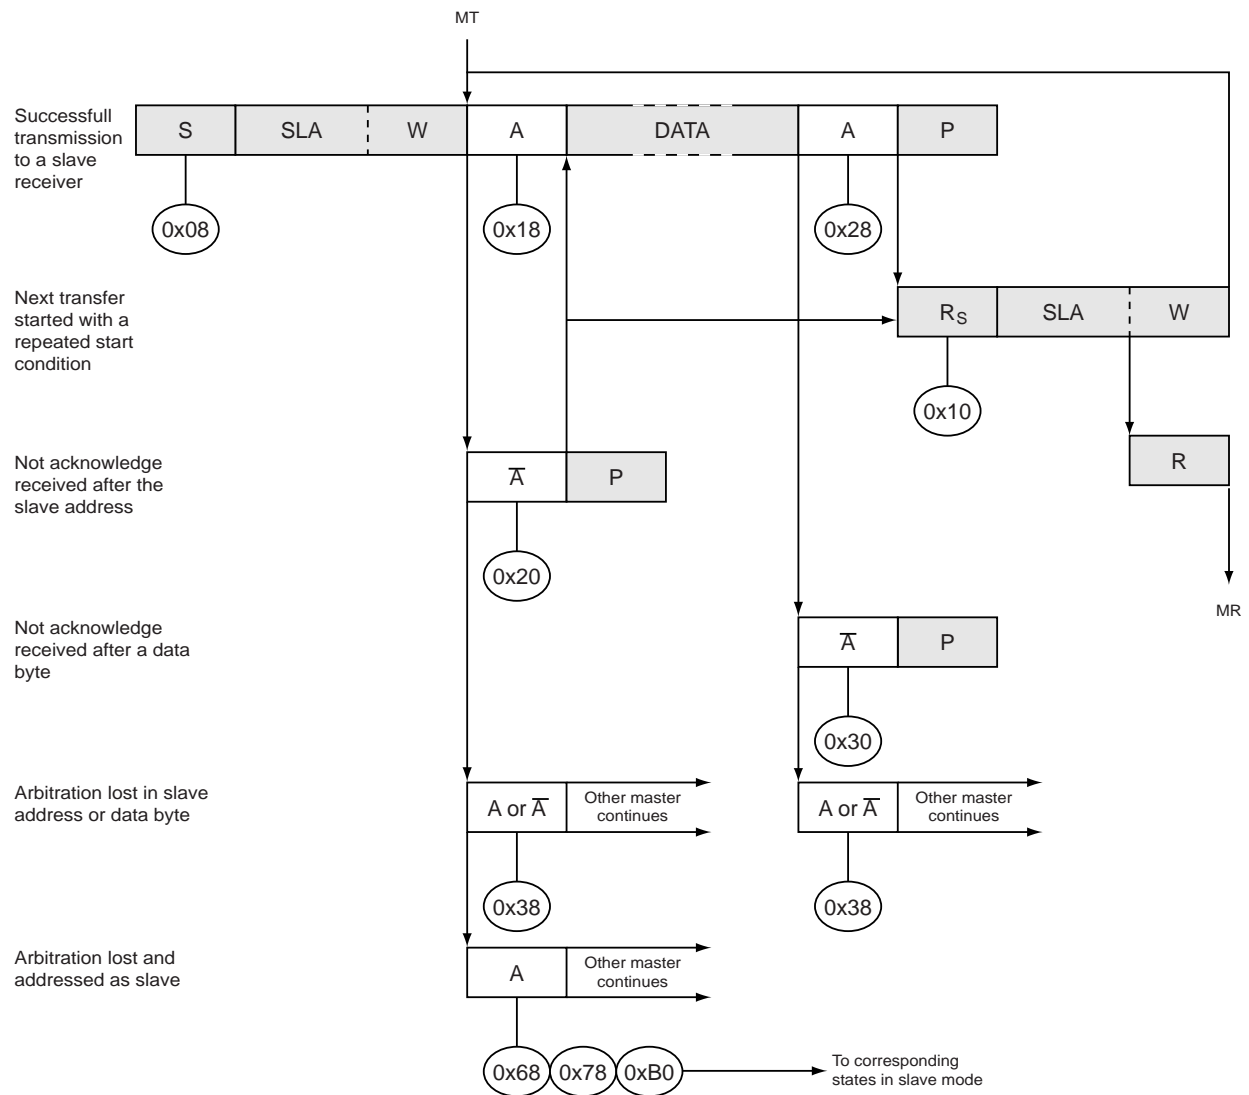 MT
Successfull
transmission
to a slave
receiver
S SLA W A DATA A P
0x08 0x18 0x28
Next transfer
started with a
repeated start
condition
RS SLA W
0x10
Not acknowledge
received after the
slave address
A̅ P
R
0x20
MR
Not acknowledge
received after a data
byte
A̅ P
0x30
Arbitration lost in slave
address or data byte
A or A̅
Other master
continues
A or A̅
Other master
continues
0x38 0x38
Arbitration lost and
addressed as slave
A
Other master
continues
0x68 0x78 0xB0
To corresponding
states in slave mode